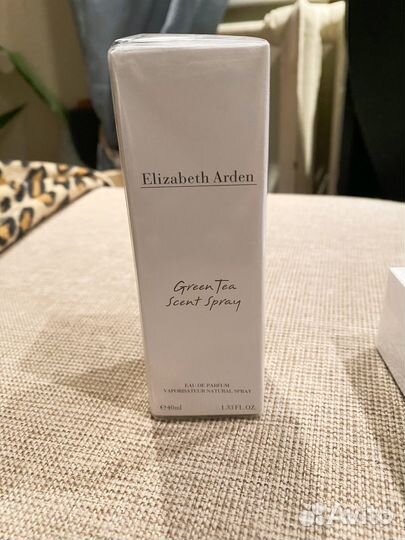 Elizabeth Arden
Green Tea
Scent Spray
EAU DE PARFUM
VAPORISATEUR NATURAL SPRAY
℮40ml 1.33 FL.OZ
Avito